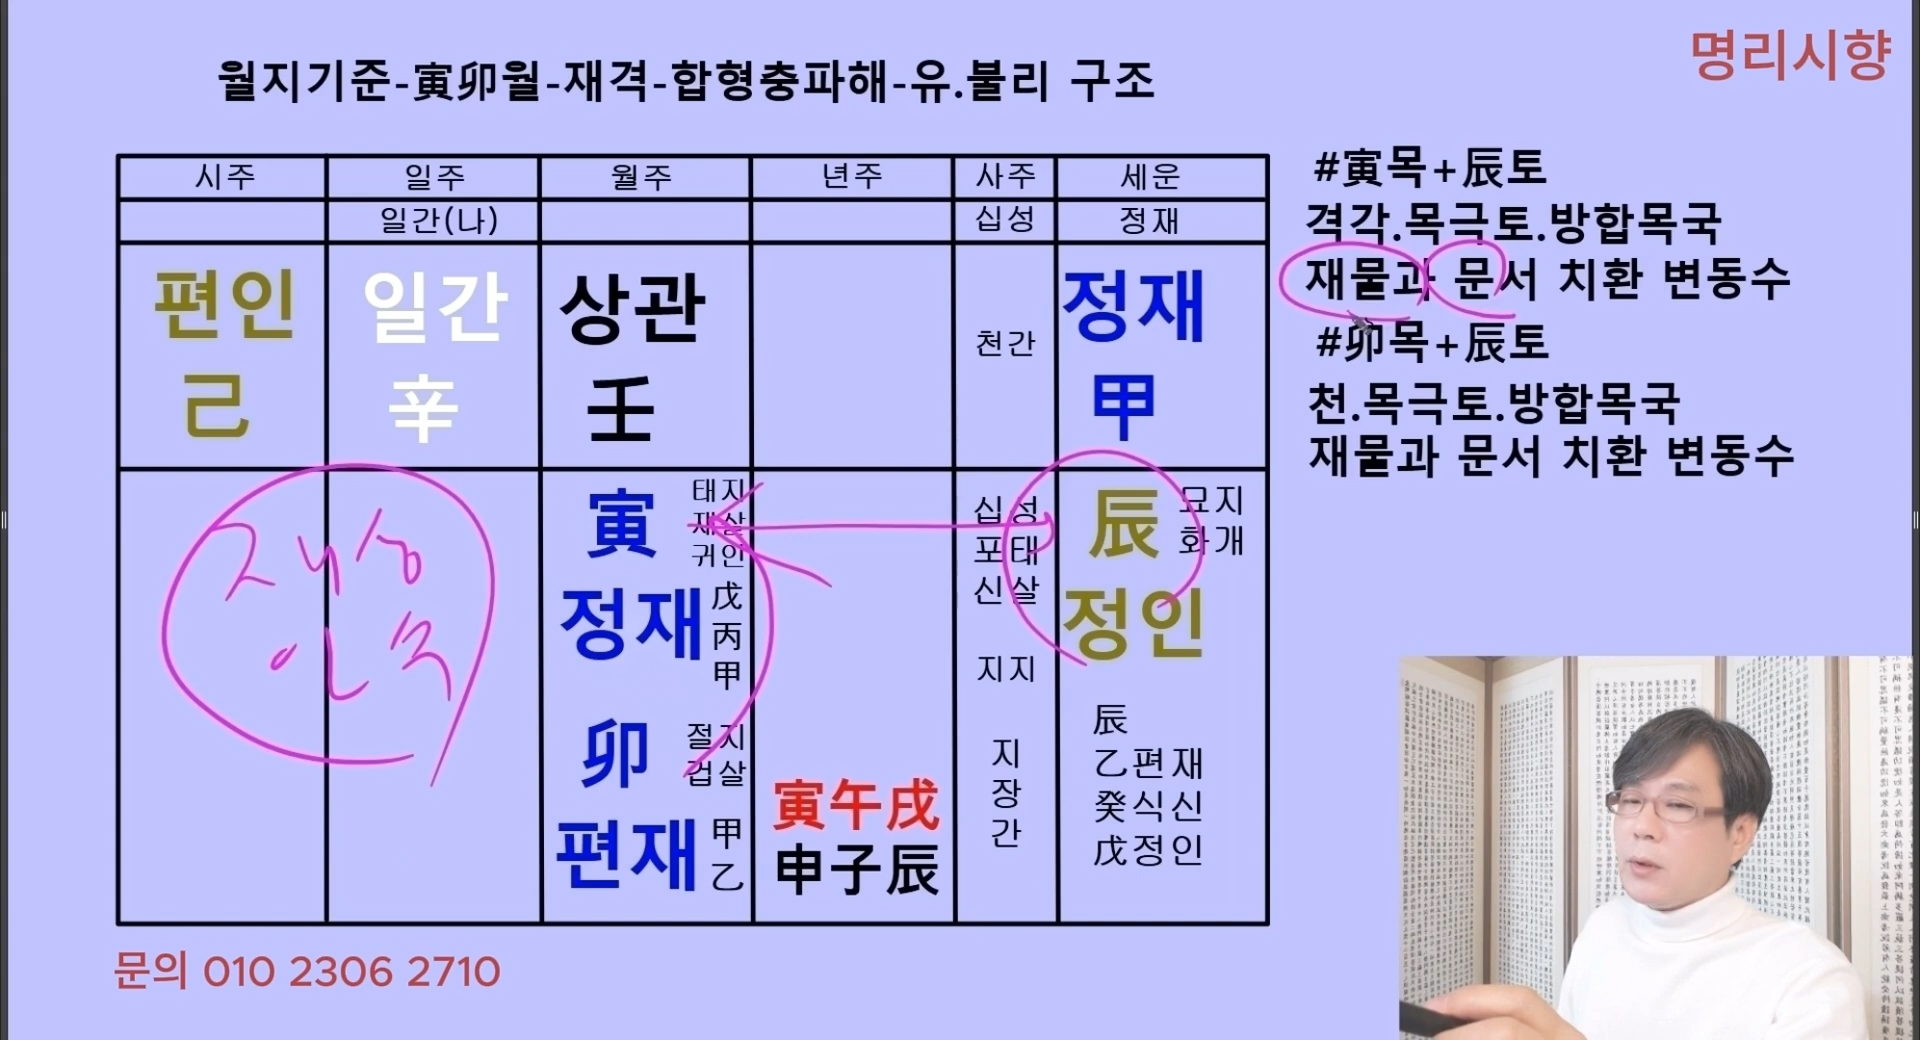 명리시향
월지기준-寅卯월-재격-합형충파해-유.불리 구조
시주 일주 월주 년주 사주 세운
일간(나) 십성 정재
편인 일간 상관 정재
己 辛 壬 천간 甲
寅 태지
재살
귀인
정재 戊
丙
甲
卯 절지
겁살
편재 甲
乙
寅午戌
申子辰
십성
포태
신살
지지
지
장
간
辰 묘지
화개
정인
辰
乙편재
癸식신
戊정인
재성
인수
#寅목+辰토
격각.목극토.방합목국
재물과 문서 치환 변동수
#卯목+辰토
천.목극토.방합목국
재물과 문서 치환 변동수
문의 010 2306 2710